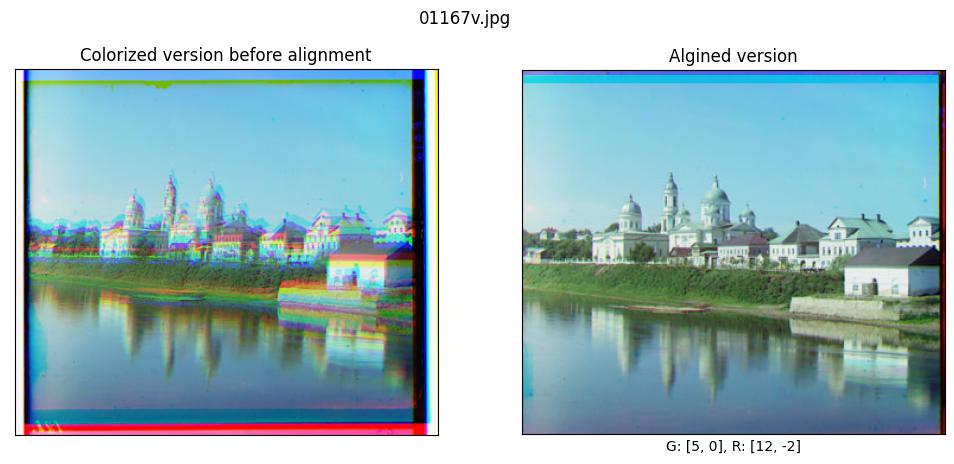 01167v.jpg
Colorized version before alignment
Algined version
G: [5, 0], R: [12, -2]